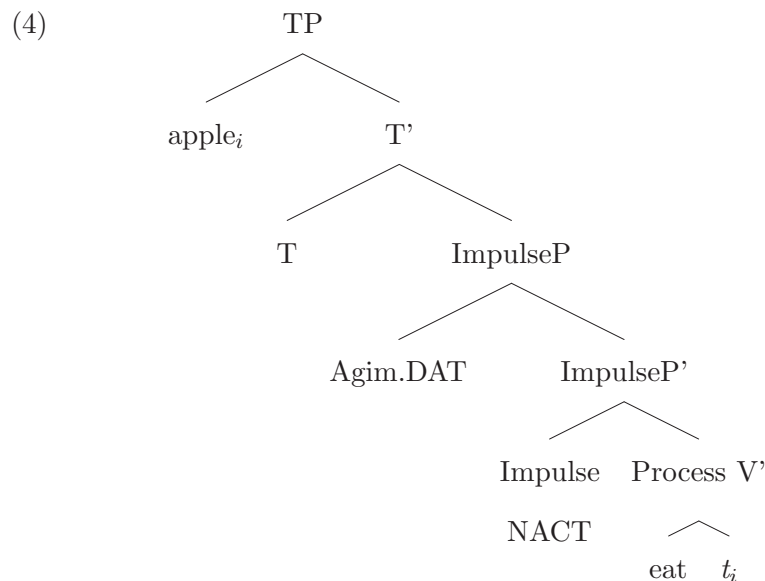 (4) TP
apple_i T’
T ImpulseP
Agim.DAT ImpulseP’
Impulse Process V’
NACT
eat t_i